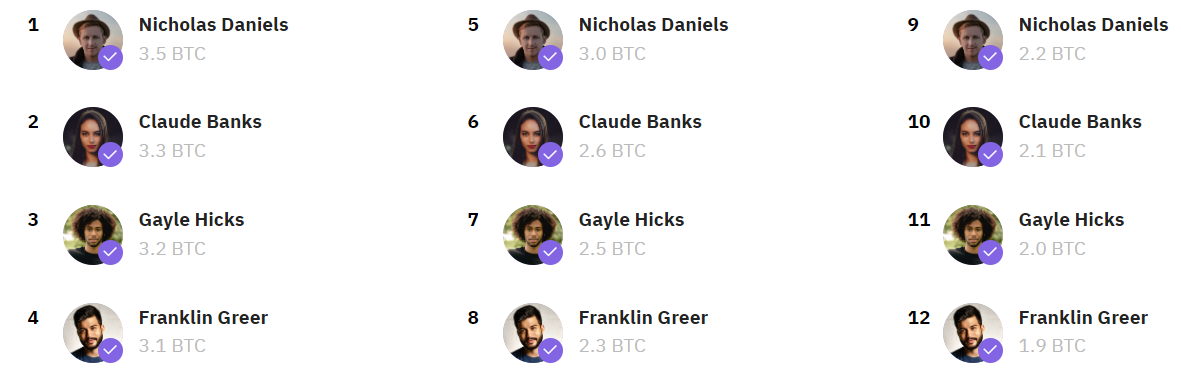 1
Nicholas Daniels
3.5 BTC
2
Claude Banks
3.3 BTC
3
Gayle Hicks
3.2 BTC
4
Franklin Greer
3.1 BTC
5
Nicholas Daniels
3.0 BTC
6
Claude Banks
2.6 BTC
7
Gayle Hicks
2.5 BTC
8
Franklin Greer
2.3 BTC
9
Nicholas Daniels
2.2 BTC
10
Claude Banks
2.1 BTC
11
Gayle Hicks
2.0 BTC
12
Franklin Greer
1.9 BTC